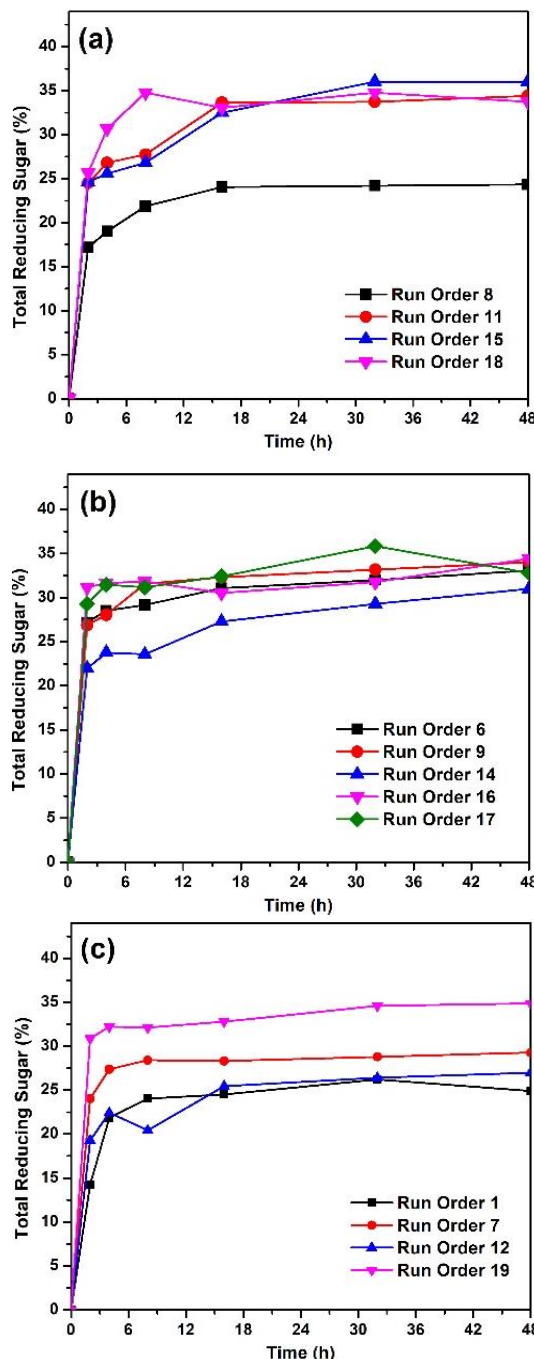 (a)
Total Reducing Sugar (%)
40
35
30
25
20
15
10
5
0
Run Order 8
Run Order 11
Run Order 15
Run Order 18
0 6 12 18 24 30 36 42 48
Time (h)
(b)
Total Reducing Sugar (%)
40
35
30
25
20
15
10
5
0
Run Order 6
Run Order 9
Run Order 14
Run Order 16
Run Order 17
0 6 12 18 24 30 36 42 48
Time (h)
(c)
Total Reducing Sugar (%)
40
35
30
25
20
15
10
5
0
Run Order 1
Run Order 7
Run Order 12
Run Order 19
0 6 12 18 24 30 36 42 48
Time (h)